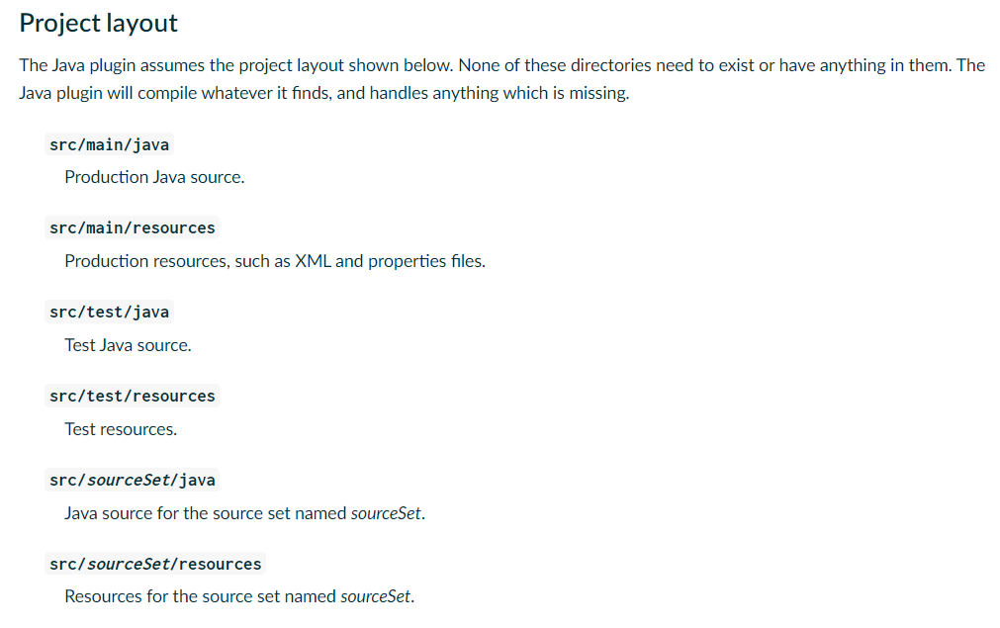 Project layout
The Java plugin assumes the project layout shown below. None of these directories need to exist or have anything in them. The
Java plugin will compile whatever it finds, and handles anything which is missing.
src/main/java
Production Java source.
src/main/resources
Production resources, such as XML and properties files.
src/test/java
Test Java source.
src/test/resources
Test resources.
src/sourceSet/java
Java source for the source set named sourceSet.
src/sourceSet/resources
Resources for the source set named sourceSet.